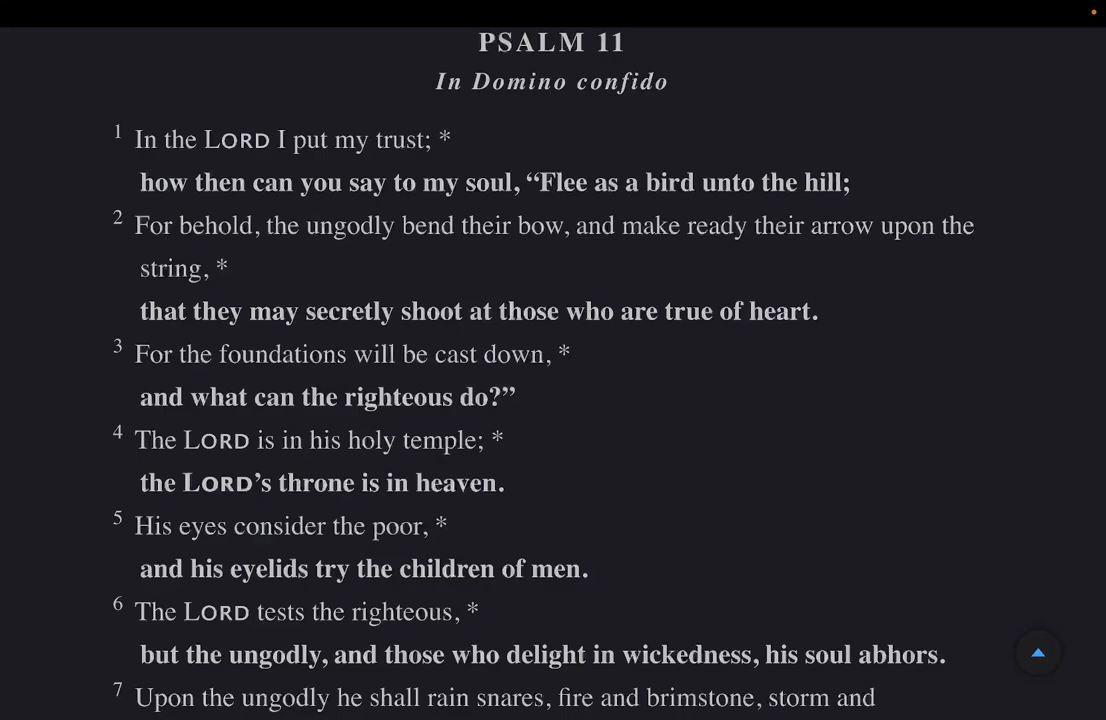 PSALM 11
In Domino confido
1 In the LORD I put my trust; *
how then can you say to my soul, “Flee as a bird unto the hill;
2 For behold, the ungodly bend their bow, and make ready their arrow upon the
string, *
that they may secretly shoot at those who are true of heart.
3 For the foundations will be cast down, *
and what can the righteous do?”
4 The LORD is in his holy temple; *
the LORD’s throne is in heaven.
5 His eyes consider the poor, *
and his eyelids try the children of men.
6 The LORD tests the righteous, *
but the ungodly, and those who delight in wickedness, his soul abhors.
7 Upon the ungodly he shall rain snares, fire and brimstone, storm and